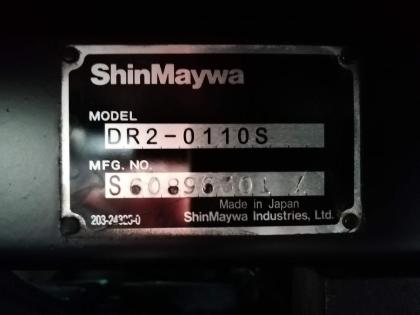 ShinMaywa
MODEL
DR2-0110S
MFG. NO.
Made in Japan
ShinMaywa Industries, Ltd.